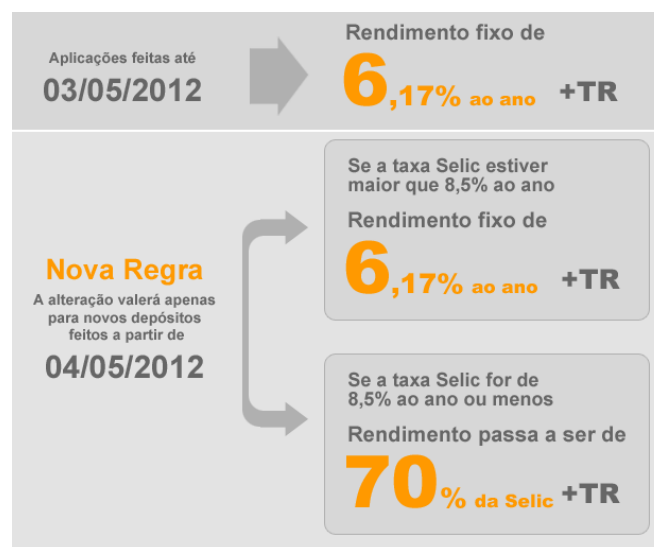 Aplicações feitas até
03/05/2012
Rendimento fixo de
6,17% ao ano +TR
Nova Regra
A alteração valerá apenas
para novos depósitos
feitos a partir de
04/05/2012
Se a taxa Selic estiver
maior que 8,5% ao ano
Rendimento fixo de
6,17% ao ano +TR
Se a taxa Selic for de
8,5% ao ano ou menos
Rendimento passa a ser de
70% da Selic +TR